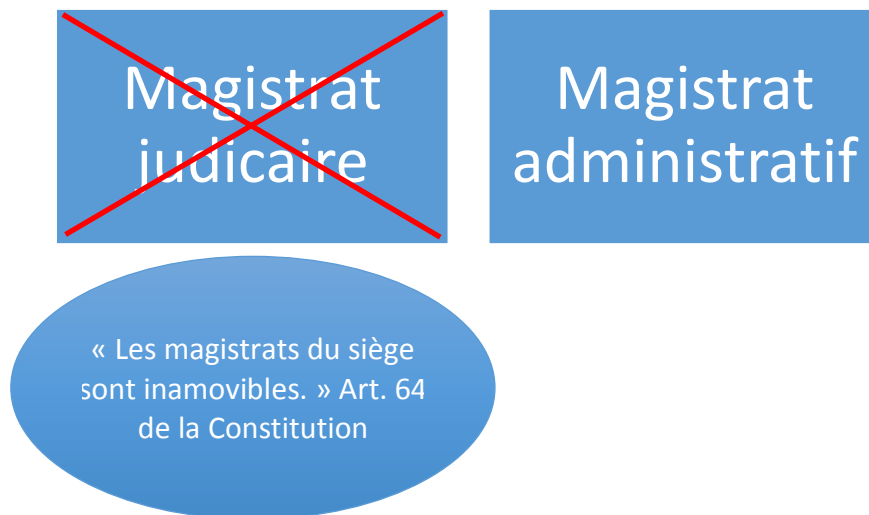 Magistrat
judicaire
Magistrat
administratif
« Les magistrats du siège
sont inamovibles. » Art. 64
de la Constitution